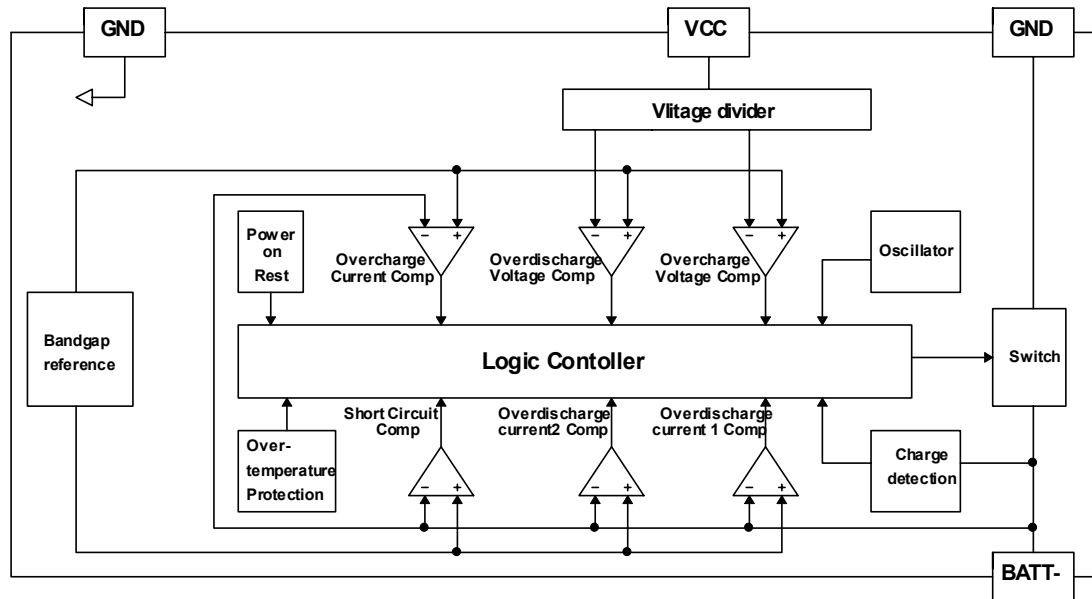 GND
VCC
GND
Vlitage divider
Power
on
Rest
− +
Overcharge
Current Comp
− +
Overdischarge
Voltage Comp
− +
Overcharge
Voltage Comp
Oscillator
Bandgap
reference
Logic Contoller
Switch
Over-
temperature
Protection
Short Circuit
Comp
− +
Overdischarge
current2 Comp
− +
Overdischarge
current 1 Comp
− +
Charge
detection
BATT-